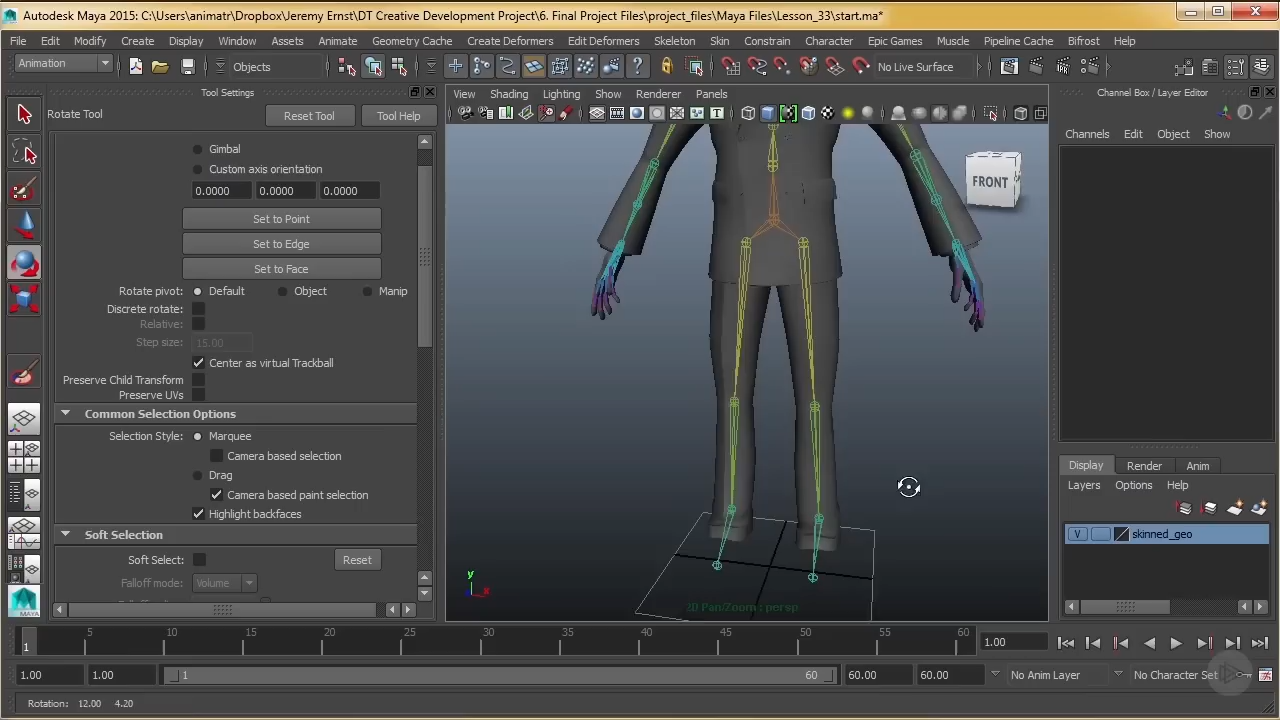 Autodesk Maya 2015: C:\Users\animatr\Dropbox\Jeremy Ernst\DT Creative Development Project\6. Final Project Files\project_files\Maya Files\Lesson_33\start.ma*
File Edit Modify Create Display Window Assets Animate Geometry Cache Create Deformers Edit Deformers Skeleton Skin Constrain Character Epic Games Muscle Pipeline Cache Bifrost Help
Animation Objects No Live Surface
Tool Settings
Rotate Tool Reset Tool Tool Help
Gimbal
Custom axis orientation
0.0000 0.0000 0.0000
Set to Point
Set to Edge
Set to Face
Rotate pivot: Default Object Manip
Discrete rotate:
Relative:
Step size: 15.00
Center as virtual Trackball
Preserve Child Transform
Preserve UVs
Common Selection Options
Selection Style: Marquee
Camera based selection
Drag
Camera based paint selection
Highlight backfaces
Soft Selection
Soft Select: Reset
Falloff mode: Volume
MAYA
View Shading Lighting Show Renderer Panels
FRONT
y
x
2D Pan/Zoom : persp
Channel Box / Layer Editor
Channels Edit Object Show
Display Render Anim
Layers Options Help
V skinned_geo
1 5 10 15 20 25 30 35 40 45 50 55 60 1.00
1.00 1.00 1 60 60.00 60.00 No Anim Layer No Character Set
Rotation: 12.00 4.20